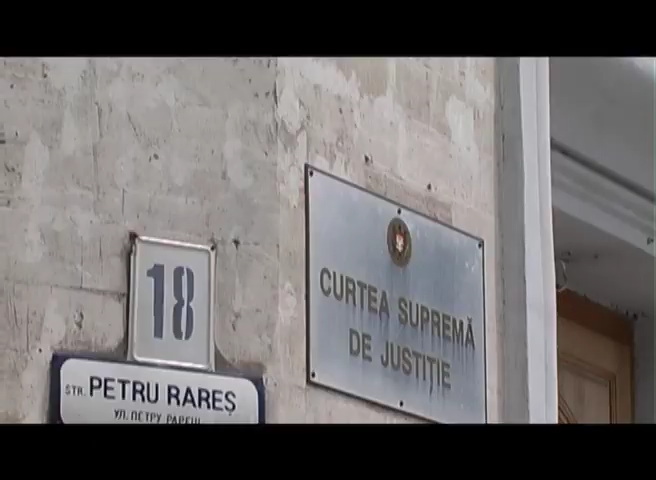 18
STR. PETRU RAREȘ
УЛ. ПЕТРУ РАРЕШ
CURTEA SUPREMĂ
DE JUSTIȚIE